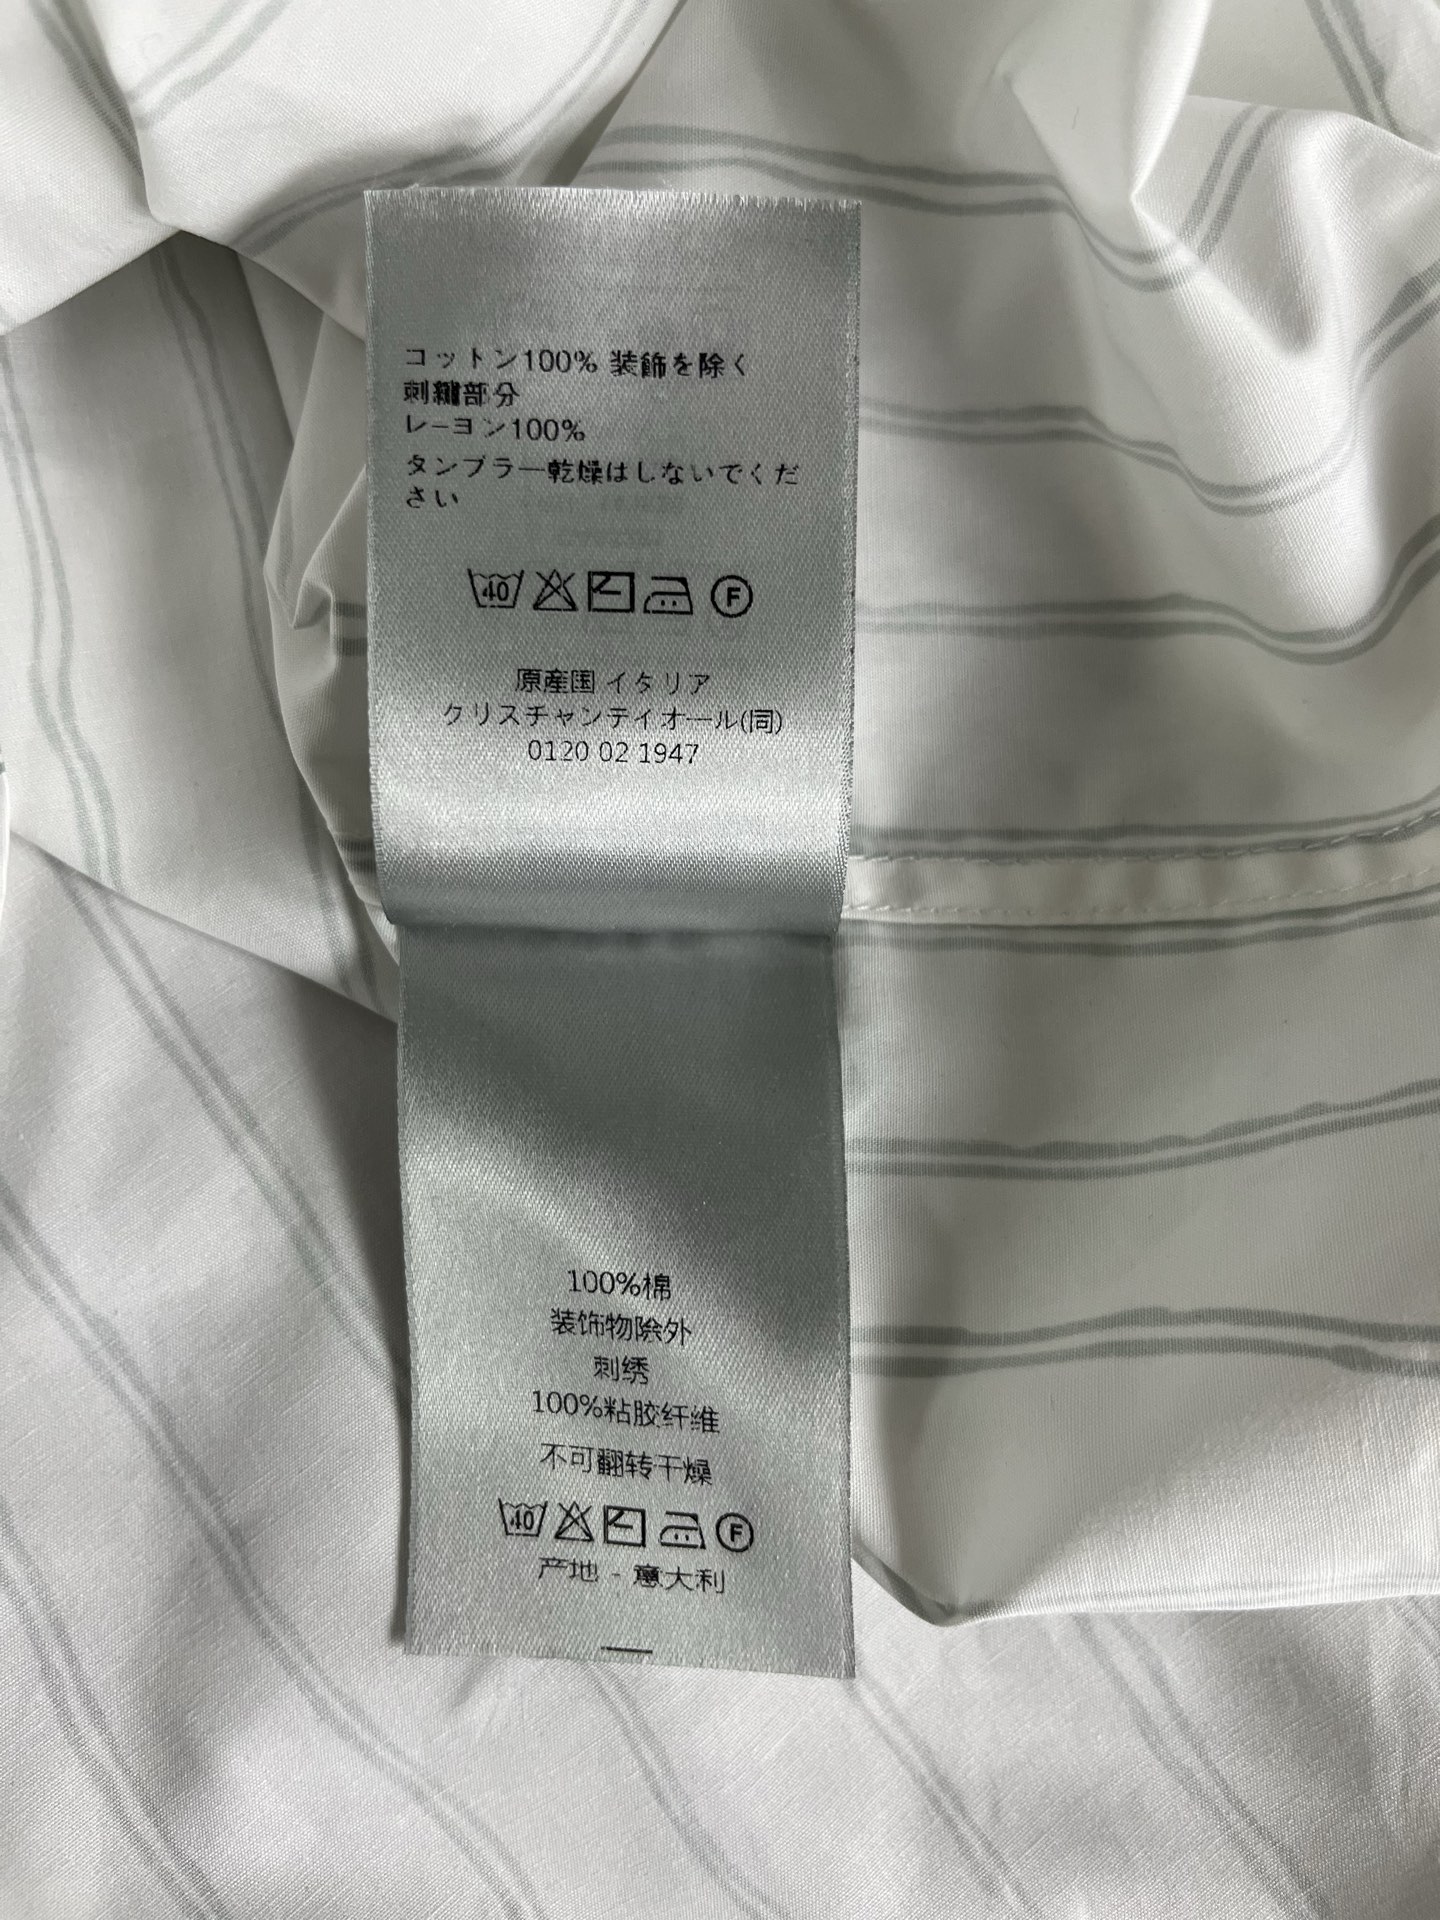 コットン100% 装飾を除く
刺繍部分
レーヨン100%
タンブラー乾燥はしないでくだ
さい
40 F
原産国 イタリア
クリスチャンディオール(同)
0120 02 1947
100%棉
装饰物除外
刺绣
100%粘胶纤维
不可翻转干燥
40 F
产地 - 意大利